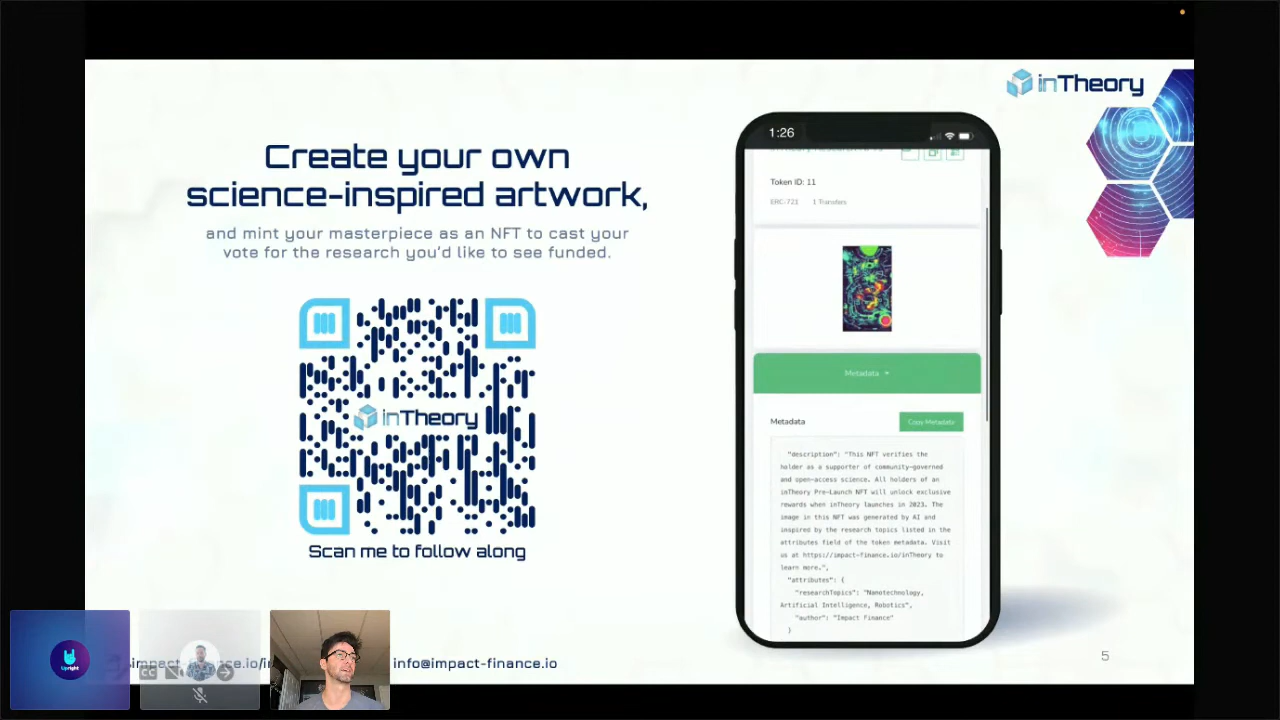 inTheory
Create your own
science-inspired artwork,
and mint your masterpiece as an NFT to cast your
vote for the research you'd like to see funded.
inTheory
Scan me to follow along
1:26
Token ID: 11
ERC-721 1 Transfers
Metadata
Metadata
Copy Metadata
"description": "This NFT verifies the
holder as a supporter of community-governed
and open-access science. All holders of an
inTheory Pre-Launch NFT will unlock exclusive
rewards when inTheory launches in 2023. The
image in this NFT was generated by AI and
inspired by the research topics listed in the
attributes field of the token metadata. Visit
us at https://impact-finance.io/inTheory to
learn more.",
"attributes": {
"researchTopics": "Nanotechnology,
Artificial Intelligence, Robotics",
"author": "Impact Finance"
}
Upright
CC
info@impact-finance.io
5